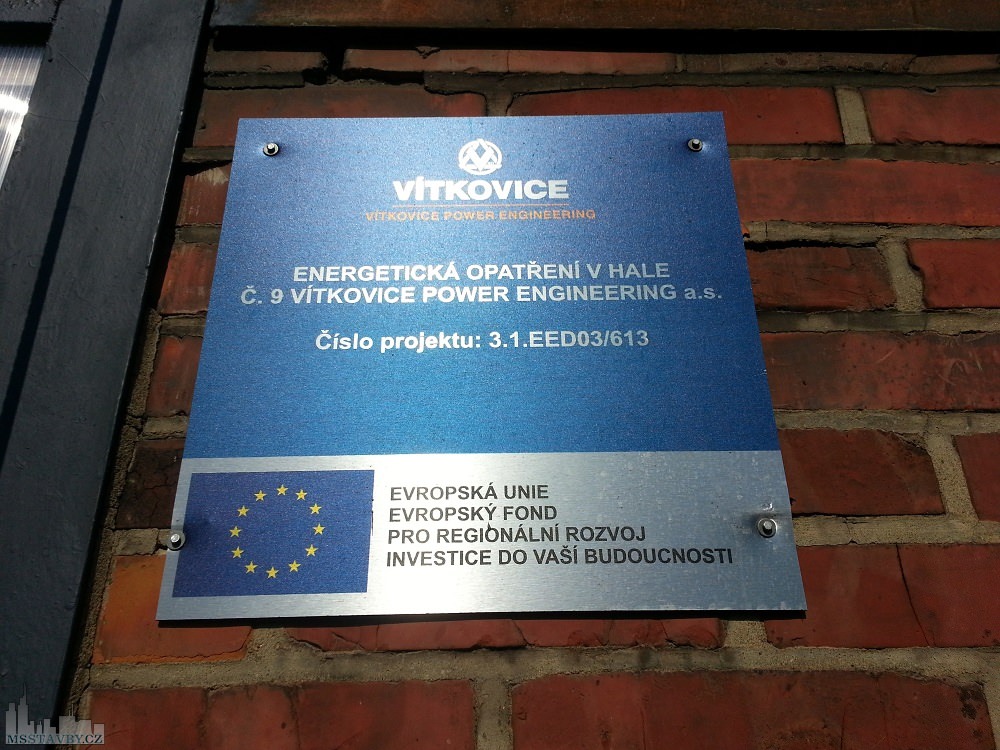 VÍTKOVICE
VÍTKOVICE POWER ENGINEERING
ENERGETICKÁ OPATŘENÍ V HALE
Č. 9 VÍTKOVICE POWER ENGINEERING a.s.
Číslo projektu: 3.1.EED03/613
EVROPSKÁ UNIE
EVROPSKÝ FOND
PRO REGIONÁLNÍ ROZVOJ
INVESTICE DO VAŠÍ BUDOUCNOSTI
MSSTAVBY.CZ